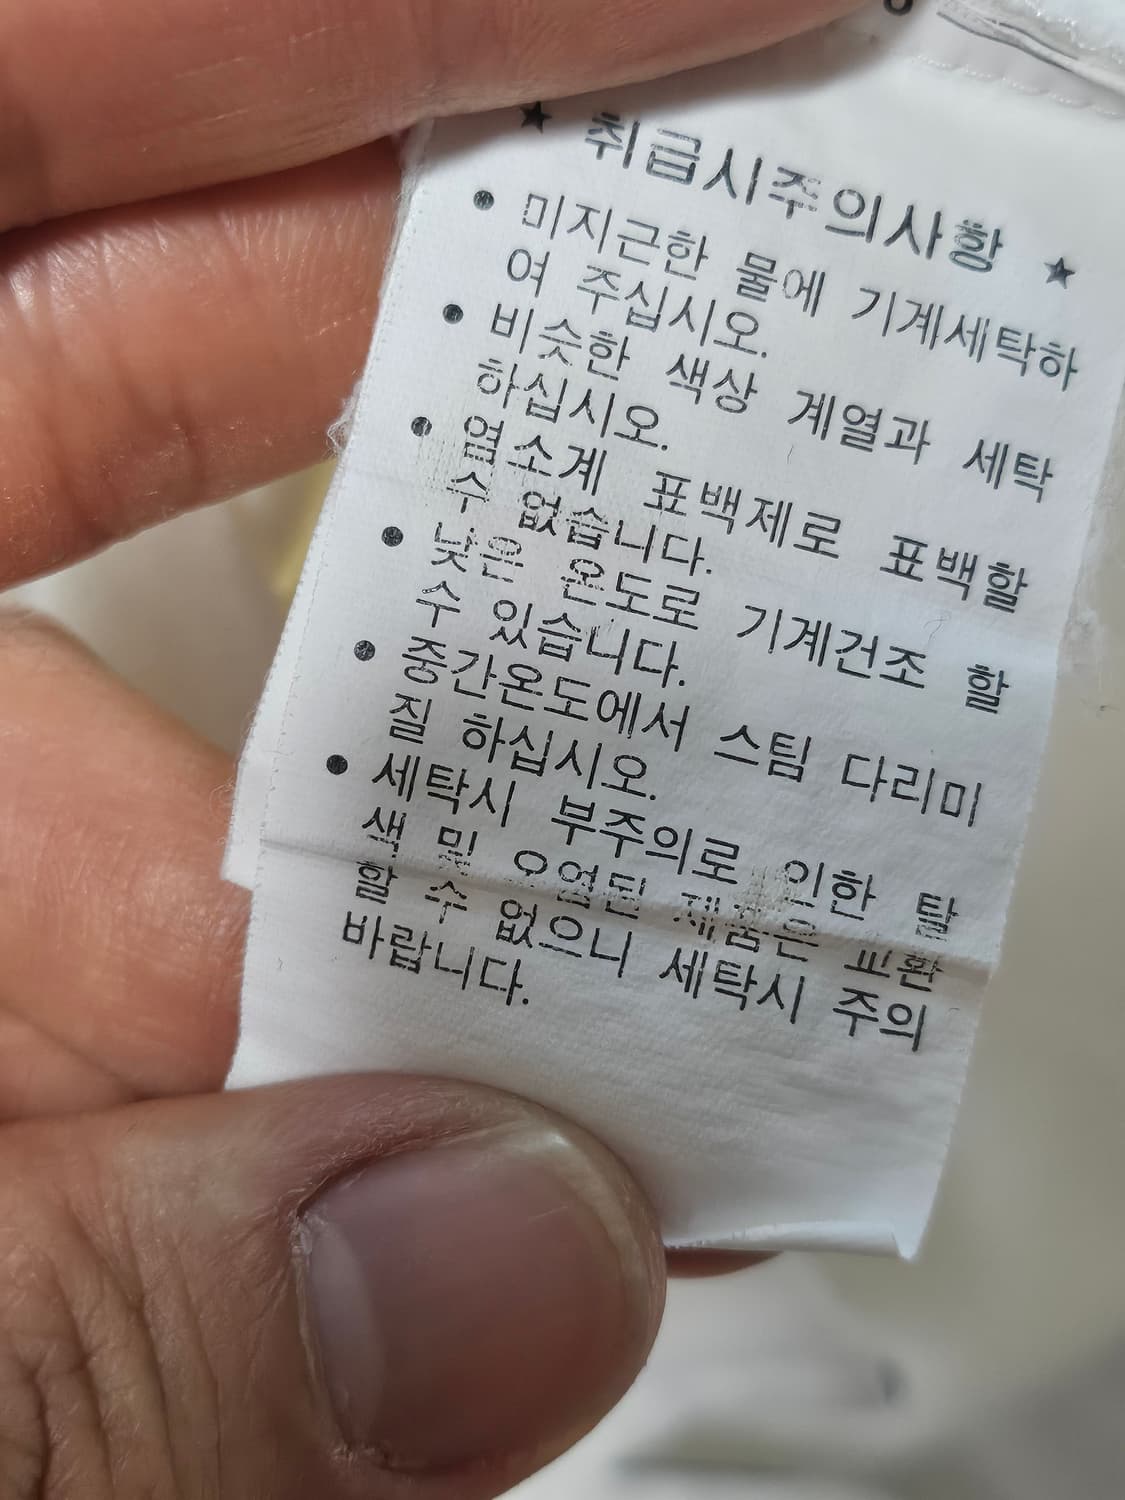 ★ 취급시주의사항 ★
● 미지근한 물에 기계세탁하
여 주십시오.
● 비슷한 색상 계열과 세탁
하십시오.
● 염소계 표백제로 표백할
수 없습니다.
● 낮은 온도로 기계건조 할
수 있습니다.
● 중간온도에서 스팀 다리미
질 하십시오.
● 세탁시 부주의로 인한 탈
색 및 오염된 제품은 교환
할 수 없으니 세탁시 주의
바랍니다.